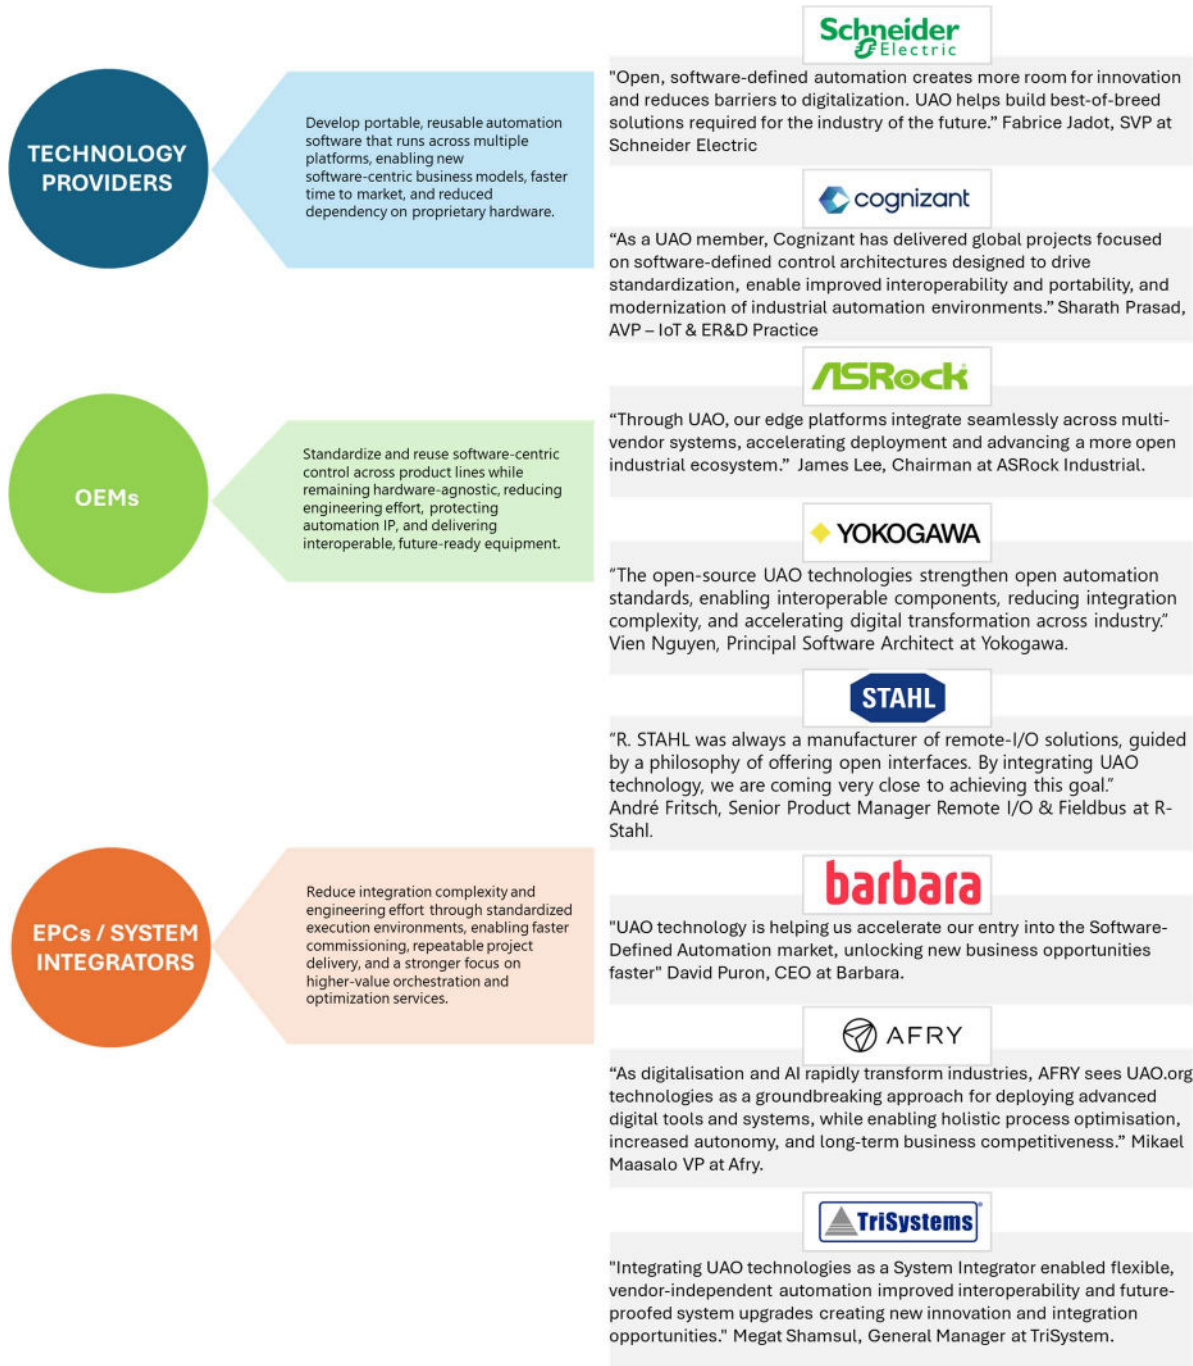 TECHNOLOGY
PROVIDERS
Develop portable, reusable automation
software that runs across multiple
platforms, enabling new
software-centric business models, faster
time to market, and reduced
dependency on proprietary hardware.
Schneider
Electric
"Open, software-defined automation creates more room for innovation
and reduces barriers to digitalization. UAO helps build best-of-breed
solutions required for the industry of the future.” Fabrice Jadot, SVP at
Schneider Electric
cognizant
“As a UAO member, Cognizant has delivered global projects focused
on software-defined control architectures designed to drive
standardization, enable improved interoperability and portability, and
modernization of industrial automation environments.” Sharath Prasad,
AVP – IoT & ER&D Practice
OEMs
Standardize and reuse software-centric
control across product lines while
remaining hardware-agnostic, reducing
engineering effort, protecting
automation IP, and delivering
interoperable, future-ready equipment.
ASRock
“Through UAO, our edge platforms integrate seamlessly across multi-
vendor systems, accelerating deployment and advancing a more open
industrial ecosystem.” James Lee, Chairman at ASRock Industrial.
YOKOGAWA
“The open-source UAO technologies strengthen open automation
standards, enabling interoperable components, reducing integration
complexity, and accelerating digital transformation across industry.”
Vien Nguyen, Principal Software Architect at Yokogawa.
STAHL
“R. STAHL was always a manufacturer of remote-I/O solutions, guided
by a philosophy of offering open interfaces. By integrating UAO
technology, we are coming very close to achieving this goal.”
André Fritsch, Senior Product Manager Remote I/O & Fieldbus at R-
Stahl.
EPCs / SYSTEM
INTEGRATORS
Reduce integration complexity and
engineering effort through standardized
execution environments, enabling faster
commissioning, repeatable project
delivery, and a stronger focus on
higher-value orchestration and
optimization services.
barbara
"UAO technology is helping us accelerate our entry into the Software-
Defined Automation market, unlocking new business opportunities
faster" David Puron, CEO at Barbara.
AFRY
“As digitalisation and AI rapidly transform industries, AFRY sees UAO.org
technologies as a groundbreaking approach for deploying advanced
digital tools and systems, while enabling holistic process optimisation,
increased autonomy, and long-term business competitiveness.” Mikael
Maasalo VP at Afry.
TriSystems
"Integrating UAO technologies as a System Integrator enabled flexible,
vendor-independent automation improved interoperability and future-
proofed system upgrades creating new innovation and integration
opportunities." Megat Shamsul, General Manager at TriSystem.